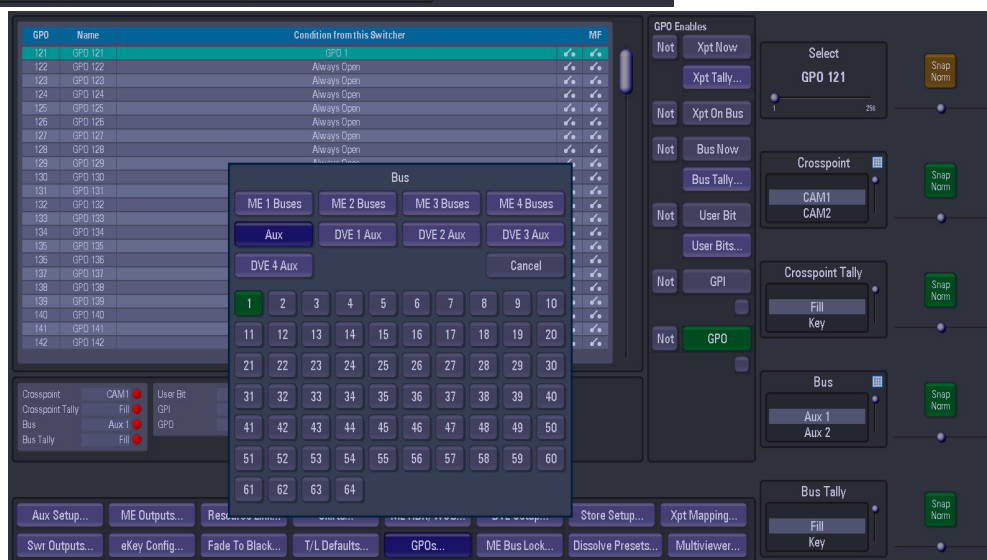 GPO Name Condition from this Switcher MF
121 GPO 121 GPO 1
122 GPO 122 Always Open
123 GPO 123 Always Open
124 GPO 124 Always Open
125 GPO 125 Always Open
126 GPO 126 Always Open
127 GPO 127 Always Open
128 GPO 128 Always Open
129 GPO 129
130 GPO 130
131 GPO 131
132 GPO 132
133 GPO 133
134 GPO 134
135 GPO 135
136 GPO 136
137 GPO 137
138 GPO 138
139 GPO 139
140 GPO 140
141 GPO 141
142 GPO 142
Bus
ME 1 Buses ME 2 Buses ME 3 Buses ME 4 Buses
Aux DVE 1 Aux DVE 2 Aux DVE 3 Aux
DVE 4 Aux Cancel
1 2 3 4 5 6 7 8 9 10
11 12 13 14 15 16 17 18 19 20
21 22 23 24 25 26 27 28 29 30
31 32 33 34 35 36 37 38 39 40
41 42 43 44 45 46 47 48 49 50
51 52 53 54 55 56 57 58 59 60
61 62 63 64
GPO Enables
Not Xpt Now
Xpt Tally...
Not Xpt On Bus
Not Bus Now
Bus Tally...
Not User Bit
User Bits...
Not GPI
Not GPO
Select
GPO 121
1 256
Snap
Norm
Crosspoint
CAM1
CAM2
Snap
Norm
Crosspoint Tally
Fill
Key
Snap
Norm
Bus
Aux 1
Aux 2
Snap
Norm
Bus Tally
Fill
Key
Snap
Norm
Crosspoint CAM1 User Bit
Crosspoint Tally Fill GPI
Bus Aux 1 GPO
Bus Tally Fill
Aux Setup... ME Outputs... Store Setup... Xpt Mapping...
Swr Outputs... eKey Config... Fade To Black... T/L Defaults... GPOs... ME Bus Lock... Dissolve Presets... Multiviewer...